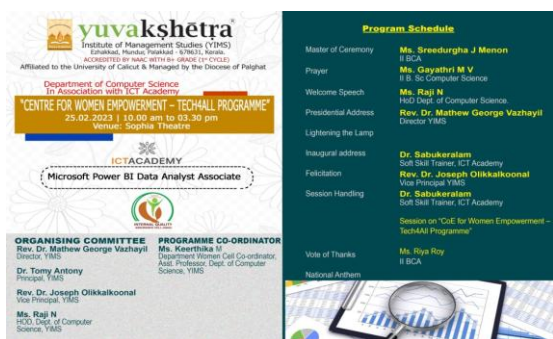 yuvakshētra
Institute of Management Studies (YIMS)
Ezhakkad, Mundur, Palakkad - 678631, Kerala.
ACCREDITED BY NAAC WITH B+ GRADE (1ST CYCLE)
Affiliated to the University of Calicut & Managed by the Diocese of Palghat
Department of Computer Science
In Association with ICT Academy
"CENTRE FOR WOMEN EMPOWERMENT – TECH4ALL PROGRAMME"
25.02.2023 | 10.00 am to 03.30 pm
Venue: Sophia Theatre
ICTACADEMY
Microsoft Power BI Data Analyst Associate
INTERNAL QUALITY
ORGANISING COMMITTEE
Rev. Dr. Mathew George Vazhayil
Director, YIMS
Dr. Tomy Antony
Principal, YIMS
Rev. Dr. Joseph Olikkalkoonal
Vice Principal, YIMS
Ms. Raji N
HOD, Dept. of Computer
Science, YIMS
PROGRAMME CO-ORDINATOR
Ms. Keerthika M
Department Women Cell Co-ordinator,
Asst. Professor, Dept. of Computer
Science, YIMS
Program Schedule
Master of Ceremony Ms. Sreedurgha J Menon
II BCA
Prayer Ms. Gayathri M V
II B. Sc Computer Science
Welcome Speech Ms. Raji N
HoD Dept. of Computer Science.
Presidential Address Rev. Dr. Mathew George Vazhayil
Director YIMS
Lightening the Lamp
Inaugural address Dr. Sabukeralam
Soft Skill Trainer, ICT Academy
Felicitation Rev. Dr. Joseph Olikkalkoonal
Vice Principal YIMS
Session Handling Dr. Sabukeralam
Soft Skill Trainer, ICT Academy
Session on "CoE for Women Empowerment –
Tech4All Programme"
Vote of Thanks Ms. Riya Roy
II BCA
National Anthem